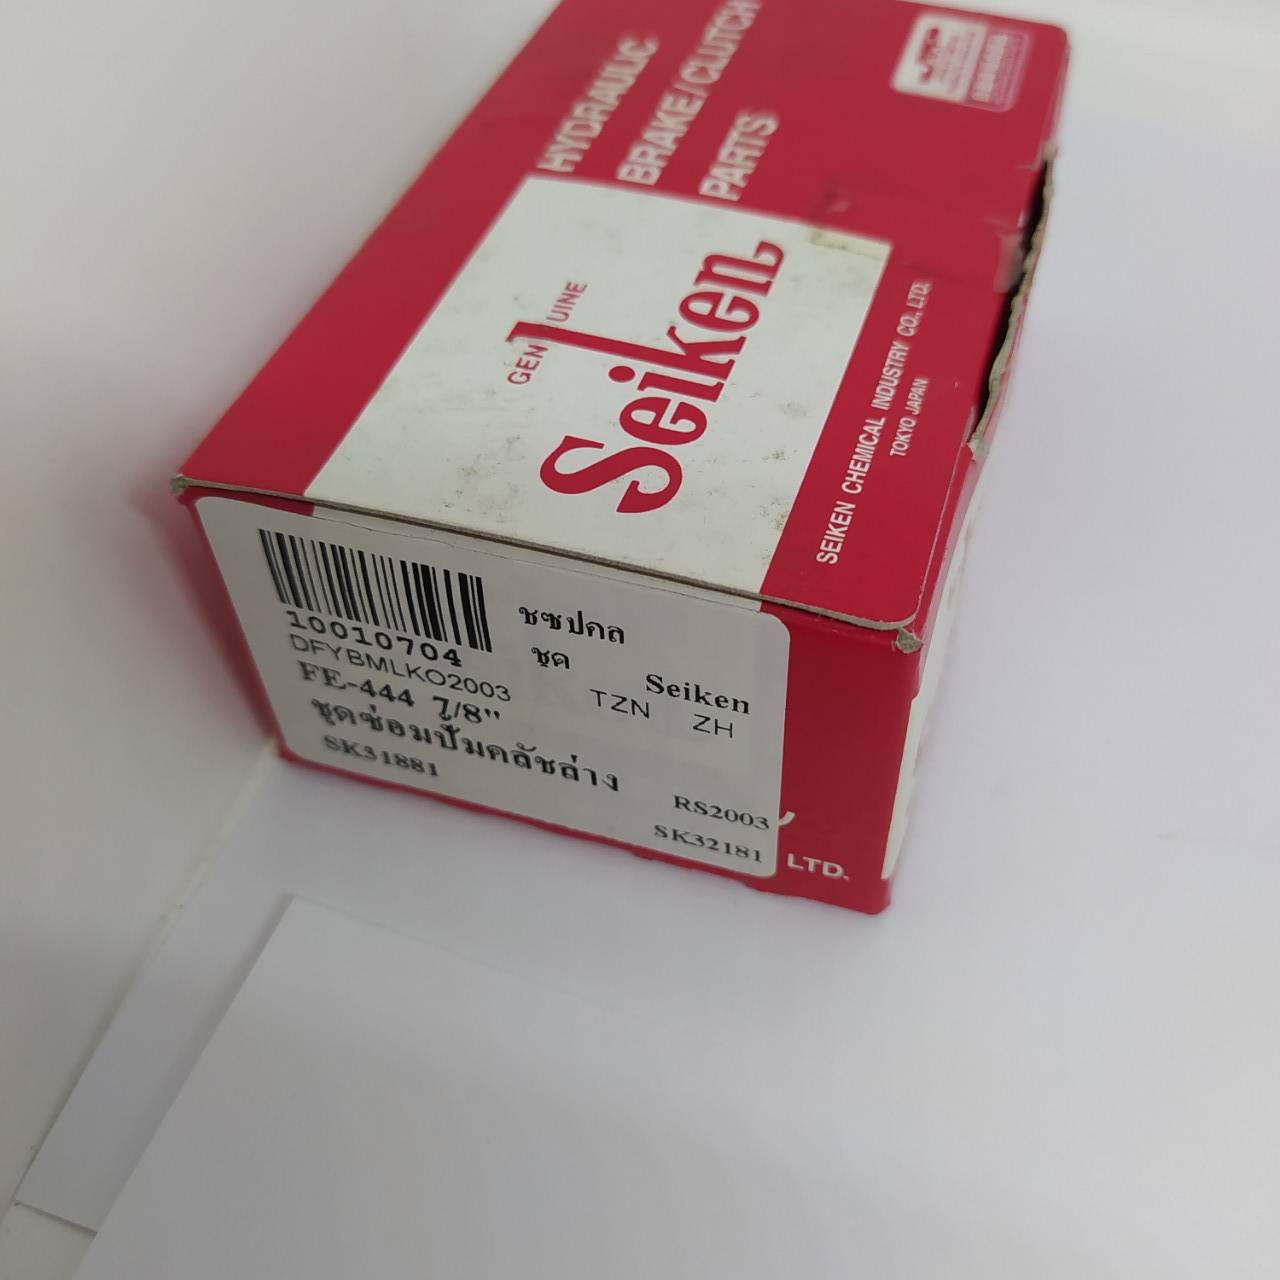 HYDRAULIC
BRAKE/CLUTCH
PARTS
GENUINE
Seiken
SEIKEN CHEMICAL INDUSTRY CO., LTD.
TOKYO JAPAN
10010704
ชซปคล
DFYBMLKO2003
ชุด
Seiken
FE-444 7/8"
TZN ZH
ชุดซ่อมปั๊มคลัชล่าง
SK31881
RS2003
SK32181
LTD.